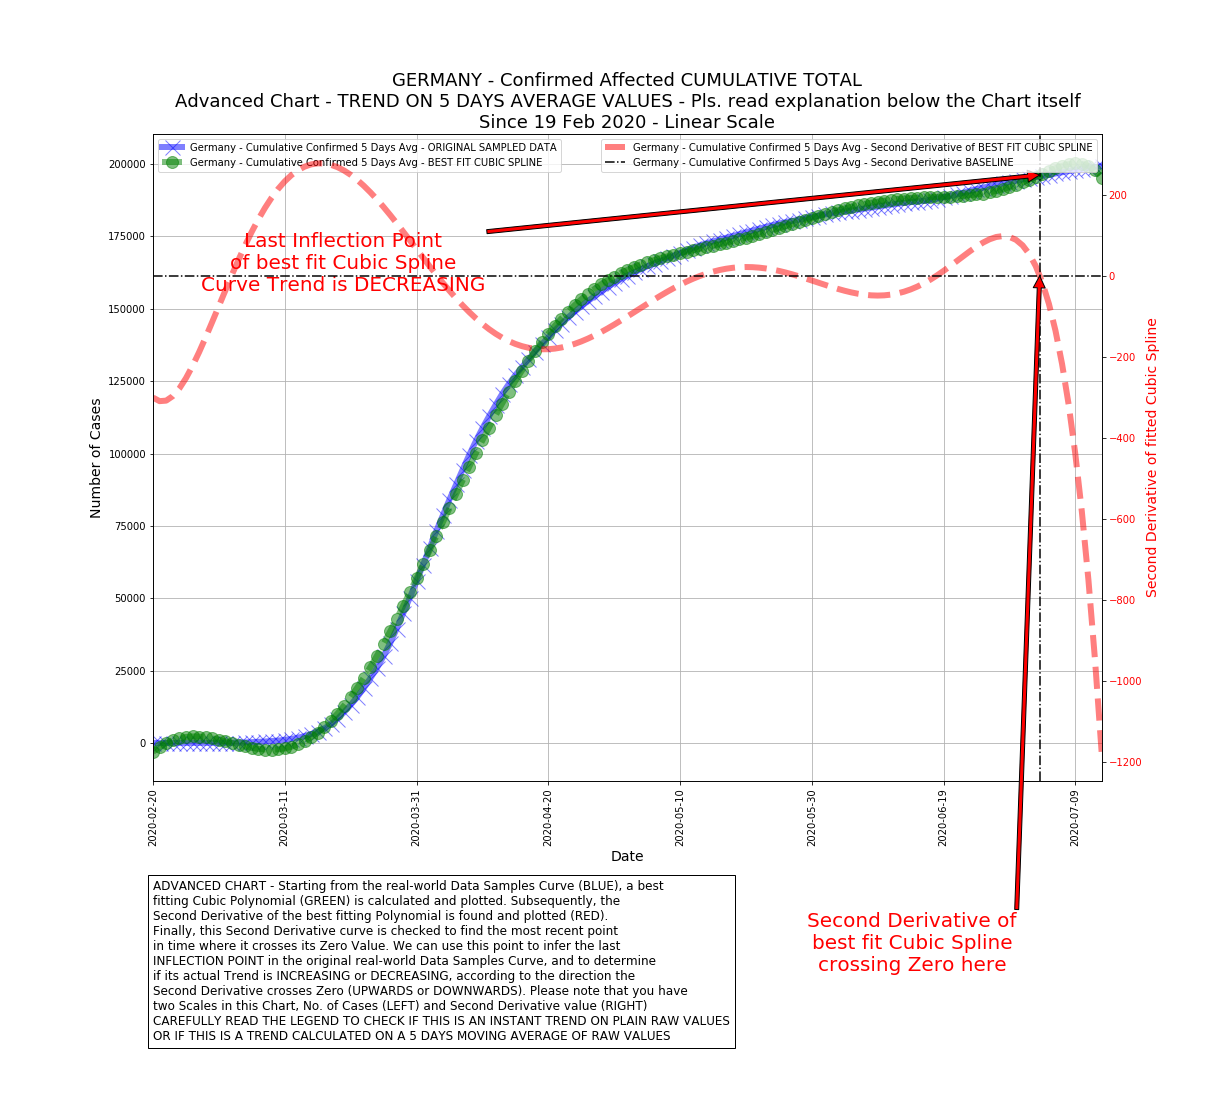 GERMANY - Confirmed Affected CUMULATIVE TOTAL
Advanced Chart - TREND ON 5 DAYS AVERAGE VALUES - Pls. read explanation below the Chart itself
Since 19 Feb 2020 - Linear Scale
Germany - Cumulative Confirmed 5 Days Avg - ORIGINAL SAMPLED DATA
Germany - Cumulative Confirmed 5 Days Avg - BEST FIT CUBIC SPLINE
Germany - Cumulative Confirmed 5 Days Avg - Second Derivative of BEST FIT CUBIC SPLINE
Germany - Cumulative Confirmed 5 Days Avg - Second Derivative BASELINE
Last Inflection Point
of best fit Cubic Spline
Curve Trend is DECREASING
Number of Cases
200000
175000
150000
125000
100000
75000
50000
25000
0
200
0
−200
−400
−600
−800
−1000
−1200
Second Derivative of fitted Cubic Spline
2020-02-20
2020-03-11
2020-03-31
2020-04-20
2020-05-10
2020-05-30
2020-06-19
2020-07-09
Date
ADVANCED CHART - Starting from the real-world Data Samples Curve (BLUE), a best
fitting Cubic Polynomial (GREEN) is calculated and plotted. Subsequently, the
Second Derivative of the best fitting Polynomial is found and plotted (RED).
Finally, this Second Derivative curve is checked to find the most recent point
in time where it crosses its Zero Value. We can use this point to infer the last
INFLECTION POINT in the original real-world Data Samples Curve, and to determine
if its actual Trend is INCREASING or DECREASING, according to the direction the
Second Derivative crosses Zero (UPWARDS or DOWNWARDS). Please note that you have
two Scales in this Chart, No. of Cases (LEFT) and Second Derivative value (RIGHT)
CAREFULLY READ THE LEGEND TO CHECK IF THIS IS AN INSTANT TREND ON PLAIN RAW VALUES
OR IF THIS IS A TREND CALCULATED ON A 5 DAYS MOVING AVERAGE OF RAW VALUES
Second Derivative of
best fit Cubic Spline
crossing Zero here